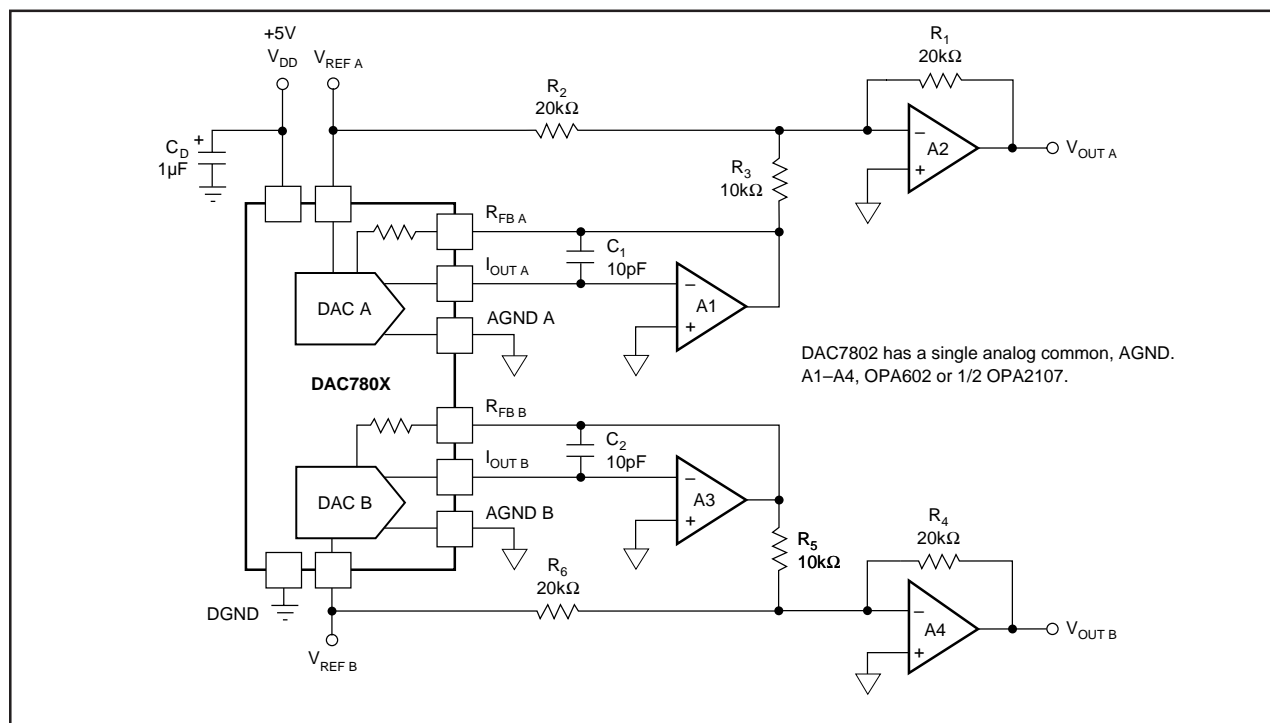 +5V
V_DD
V_REF A
R_1
20kΩ
R_2
20kΩ
+
C_D
1µF
−
A2
+
V_OUT A
R_3
10kΩ
R_FB A
C_1
10pF
I_OUT A
−
A1
+
DAC A
AGND A
DAC780X
DAC7802 has a single analog common, AGND.
A1–A4, OPA602 or 1/2 OPA2107.
R_FB B
C_2
10pF
I_OUT B
−
A3
+
DAC B
AGND B
R_5
10kΩ
R_4
20kΩ
R_6
20kΩ
DGND
−
A4
+
V_OUT B
V_REF B